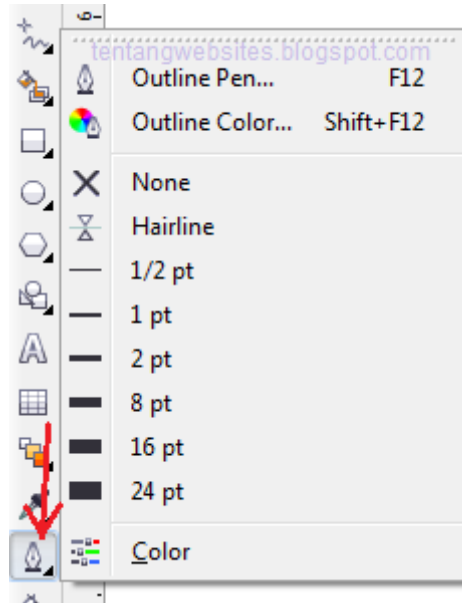 tentangwebsites.blogspot.com
Outline Pen... F12
Outline Color... Shift+F12
None
Hairline
1/2 pt
1 pt
2 pt
8 pt
16 pt
24 pt
Color